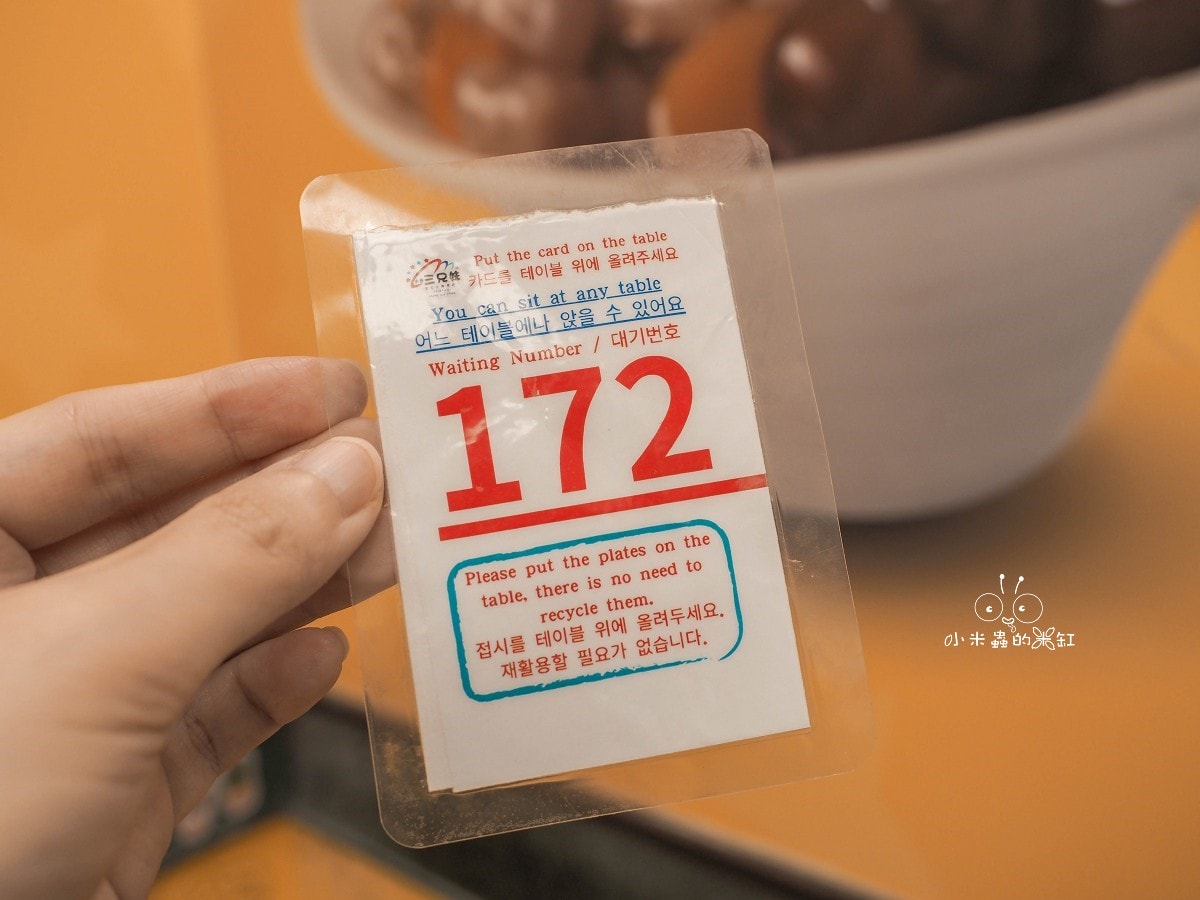 三兄妹
Put the card on the table
카드를 테이블 위에 올려주세요
You can sit at any table
어느 테이블에나 앉을 수 있어요
Waiting Number / 대기번호
172
Please put the plates on the
table, there is no need to
recycle them.
접시를 테이블 위에 올려두세요.
재활용할 필요가 없습니다.
小米蟲的米缸